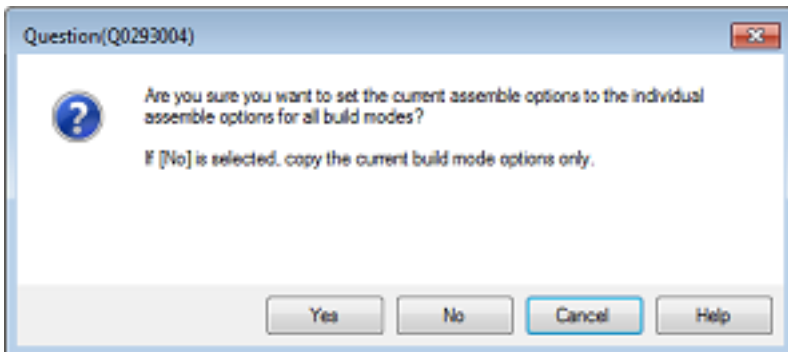 Question(Q0293004)
Are you sure you want to set the current assemble options to the individual
assemble options for all build modes?
If [No] is selected, copy the current build mode options only.
Yes No Cancel Help